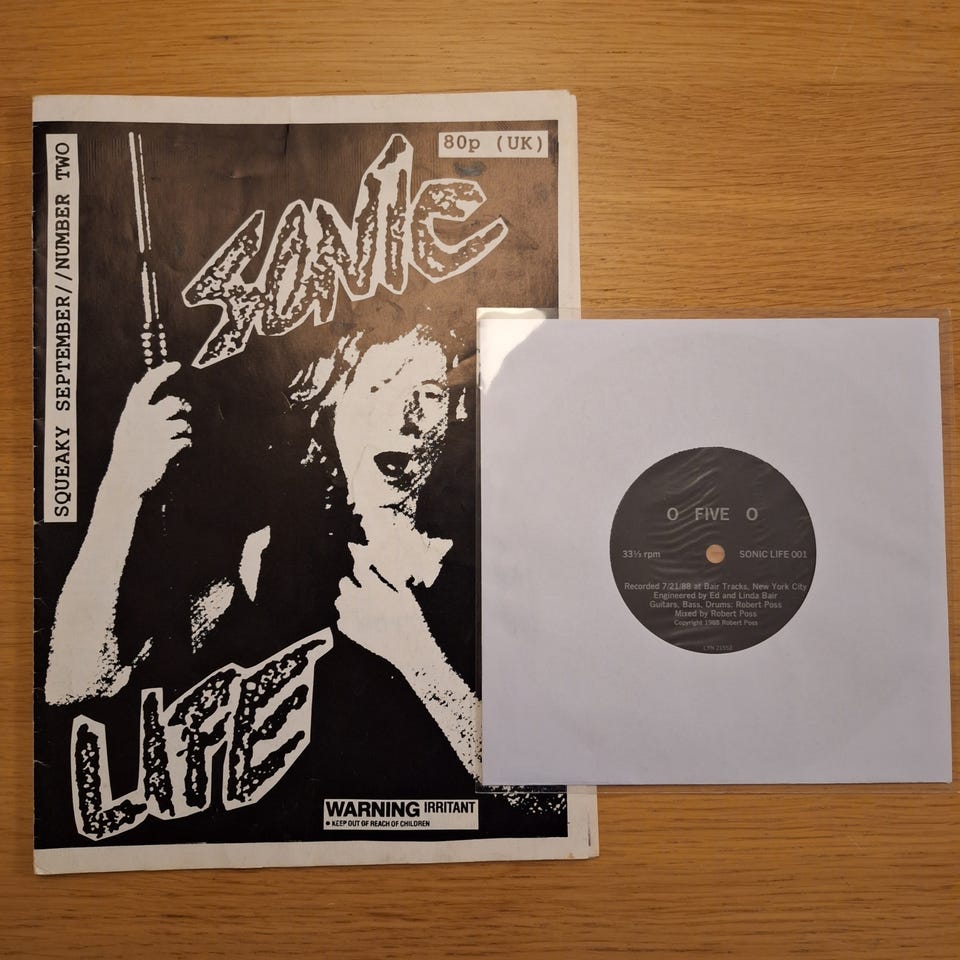 SQUEAKY SEPTEMBER//NUMBER TWO
80p (UK)
SONIC
LIFE
WARNING IRRITANT
• KEEP OUT OF REACH OF CHILDREN
O FIVE O
33⅓ rpm
SONIC LIFE 001
Recorded 7/21/88 at Bair Tracks, New York City
Engineered by Ed and Linda Bair
Guitars, Bass, Drums: Robert Poss
Mixed by Robert Poss
Copyright 1988 Robert Poss
LYN 21552